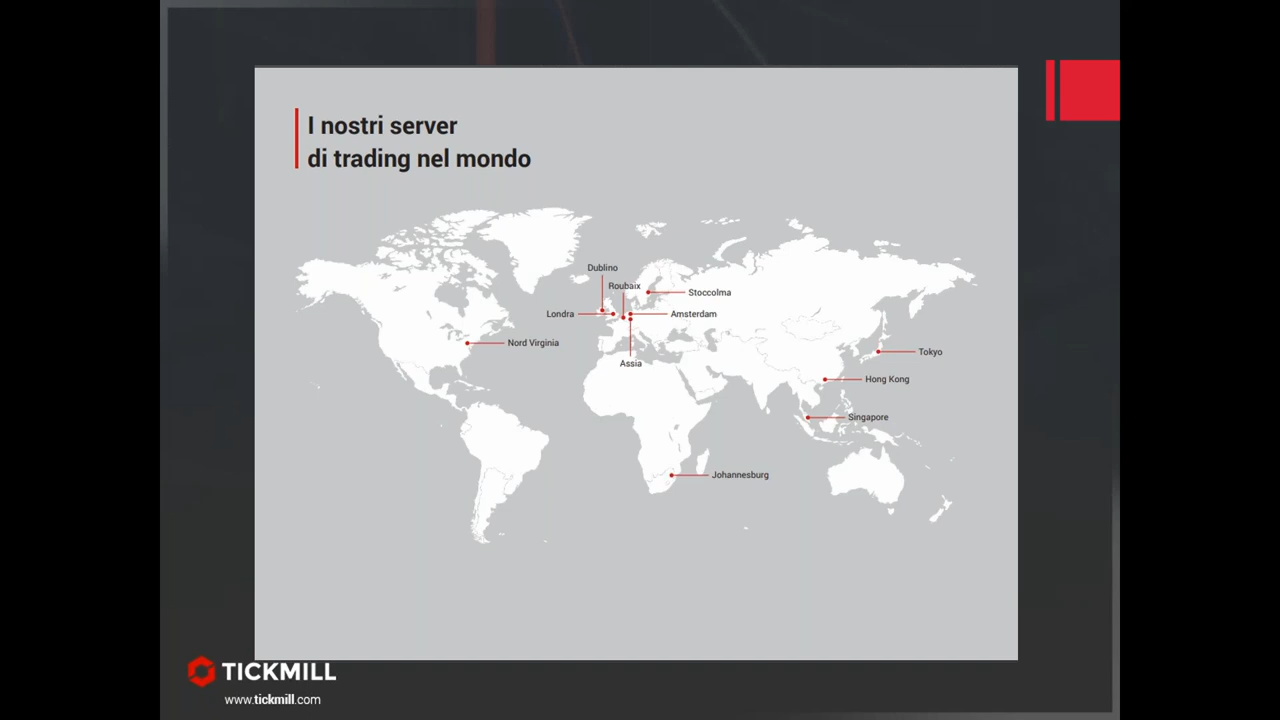 I nostri server
di trading nel mondo
Dublino
Roubaix
Stoccolma
Londra
Amsterdam
Nord Virginia
Tokyo
Assia
Hong Kong
Singapore
Johannesburg
TICKMILL
www.tickmill.com